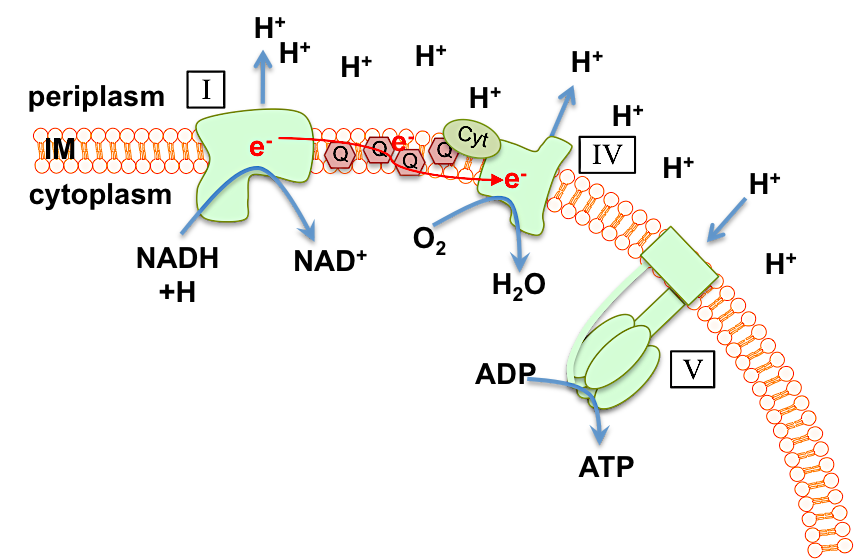 H⁺
H⁺
H⁺
H⁺
H⁺
H⁺
periplasm
I
H⁺
H⁺
Cyt
IM
e⁻
Q
Q
e⁻
Q
Q
IV
H⁺
e⁻
H⁺
cytoplasm
O₂
NADH
+H
NAD⁺
H₂O
H⁺
ADP
V
ATP